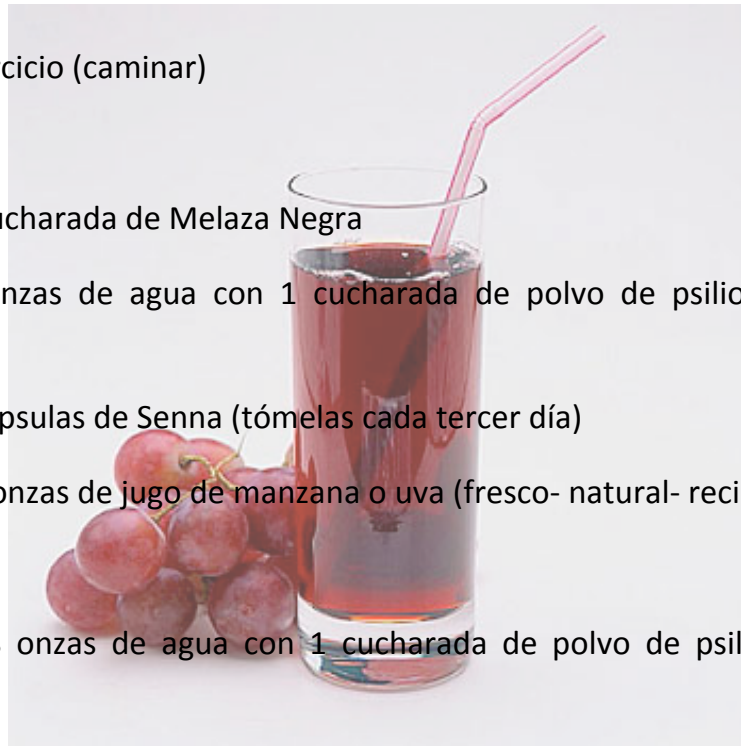 rcicio (caminar)
ucharada de Melaza Negra
nzas de agua con 1 cucharada de polvo de psilio
psulas de Senna (tómelas cada tercer día)
onzas de jugo de manzana o uva (fresco- natural- reci
s onzas de agua con 1 cucharada de polvo de psil